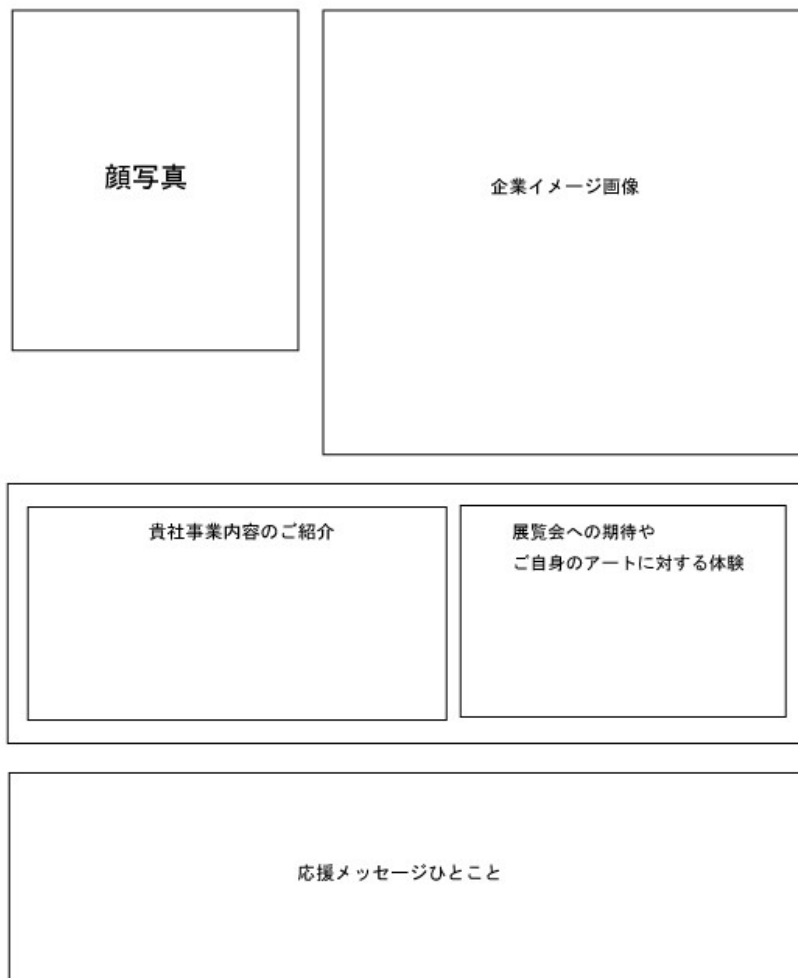 顔写真
企業イメージ画像
貴社事業内容のご紹介
展覧会への期待や
ご自身のアートに対する体験
応援メッセージひとこと